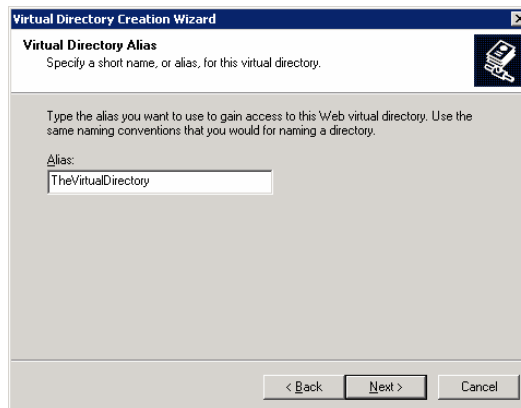 Virtual Directory Creation Wizard
Virtual Directory Alias
Specify a short name, or alias, for this virtual directory.
Type the alias you want to use to gain access to this Web virtual directory. Use the
same naming conventions that you would for naming a directory.
Alias:
TheVirtualDirectory
< Back Next > Cancel